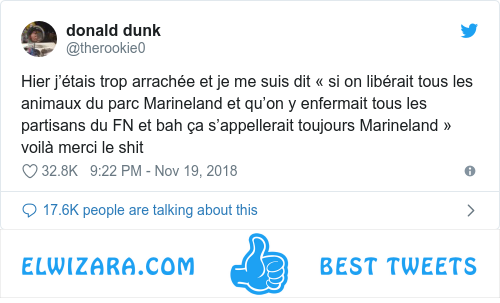 donald dunk
@therookie0
Hier j’étais trop arrachée et je me suis dit « si on libérait tous les
animaux du parc Marineland et qu’on y enfermait tous les
partisans du FN et bah ça s’appellerait toujours Marineland »
voilà merci le shit
32.8K 9:22 PM - Nov 19, 2018
17.6K people are talking about this
ELWIZARA.COM BEST TWEETS